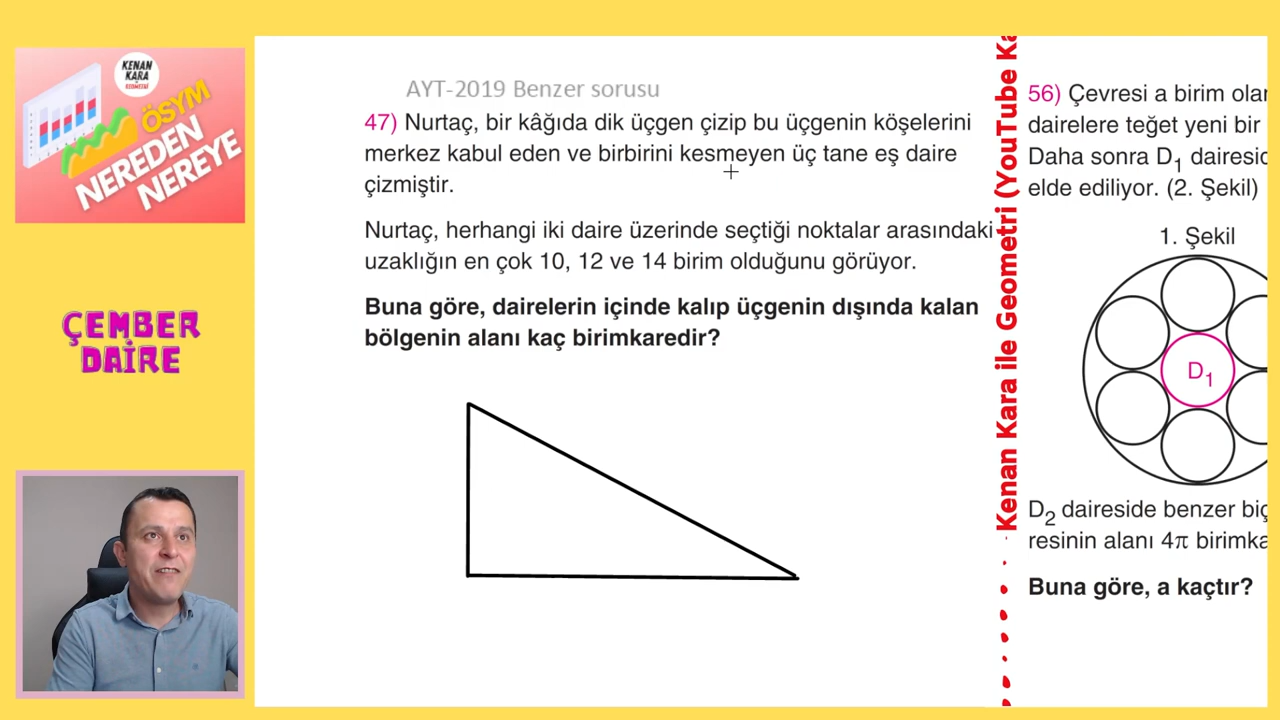 KENAN
KARA
ÖSYM
NEREDEN
NEREYE
ÇEMBER
DAİRE
AYT-2019 Benzer sorusu
47) Nurtaç, bir kâğıda dik üçgen çizip bu üçgenin köşelerini
merkez kabul eden ve birbirini kesmeyen üç tane eş daire
çizmiştir.
Nurtaç, herhangi iki daire üzerinde seçtiği noktalar arasındaki
uzaklığın en çok 10, 12 ve 14 birim olduğunu görüyor.
Buna göre, dairelerin içinde kalıp üçgenin dışında kalan
bölgenin alanı kaç birimkaredir?
Kenan Kara ile Geometri (YouTube Ka
56) Çevresi a birim olar
dairelere teğet yeni bir
Daha sonra D1 dairesic
elde ediliyor. (2. Şekil)
1. Şekil
D1
D2 daireside benzer biç
resinin alanı 4π birimka
Buna göre, a kaçtır?